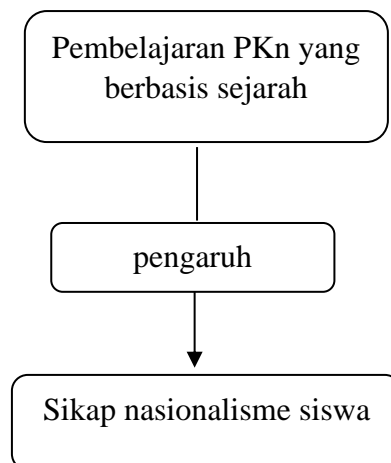 Pembelajaran PKn yang
berbasis sejarah
pengaruh
Sikap nasionalisme siswa